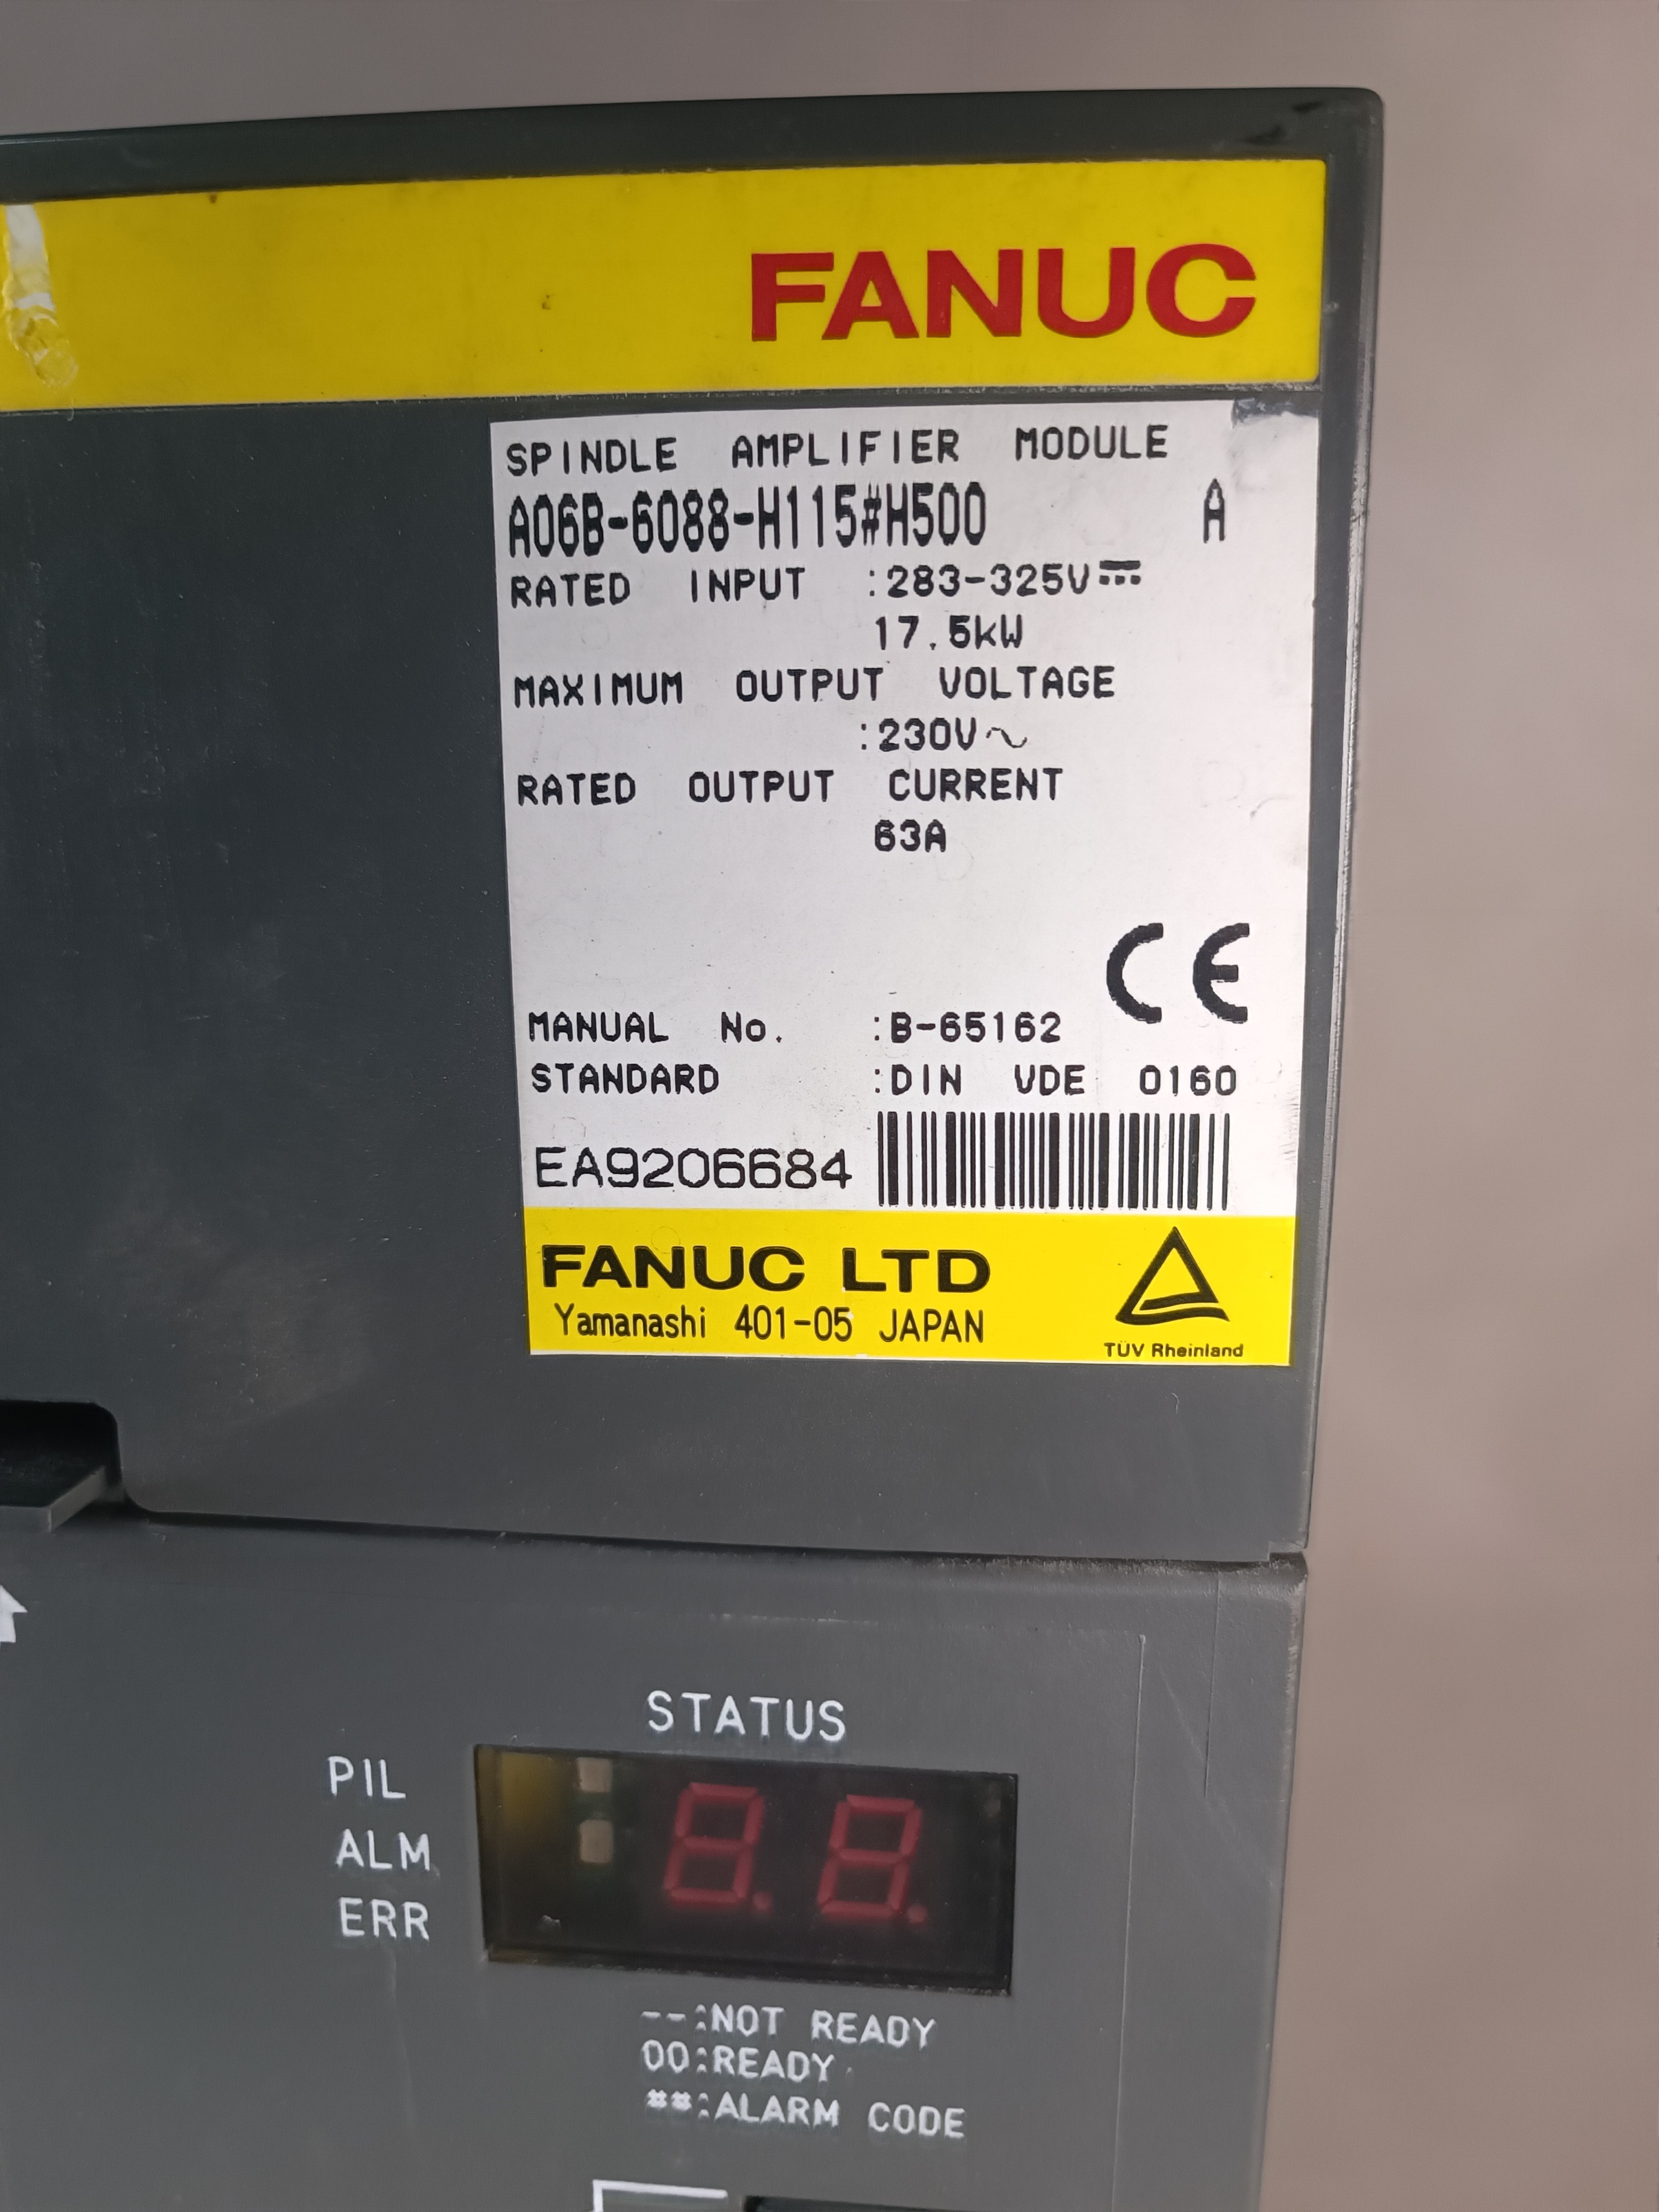 FANUC
SPINDLE AMPLIFIER MODULE
A06B-6088-H115#H500 A
RATED INPUT :283-325V⎓
17.5kW
MAXIMUM OUTPUT VOLTAGE
:230V~
RATED OUTPUT CURRENT
63A
CE
MANUAL No. :B-65162
STANDARD :DIN VDE 0160
EA9206684
FANUC LTD
Yamanashi 401-05 JAPAN
TÜV Rheinland
STATUS
PIL
ALM
ERR
8.8.
--:NOT READY
00:READY
**:ALARM CODE